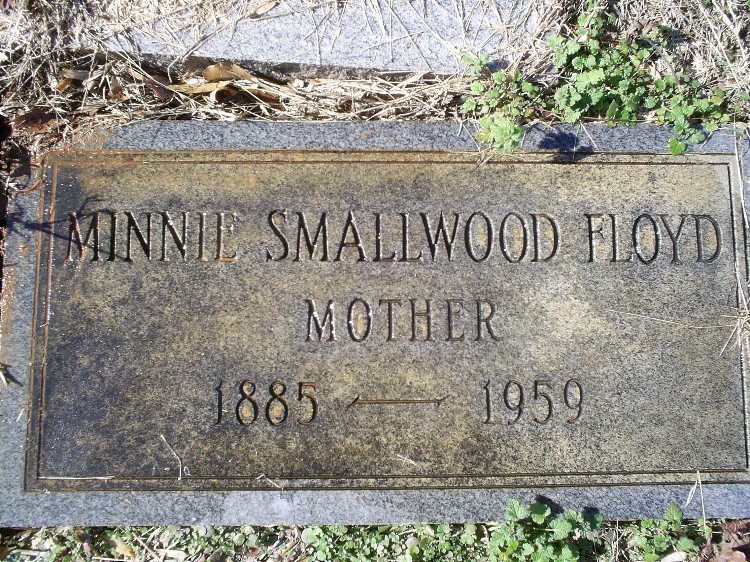 MINNIE SMALLWOOD FLOYD
MOTHER
1885 — 1959